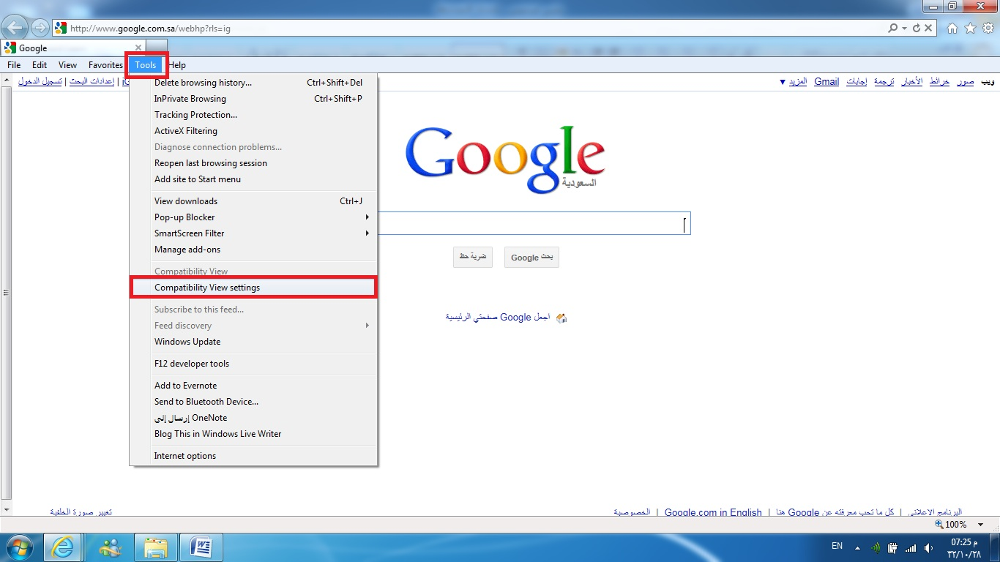 http://www.google.com.sa/webhp?rls=ig
Google
File Edit View Favorites Tools Help
ويب صور خرائط الأخبار ترجمة إجابات Gmail المزيد ▼
إعدادات البحث | تسجيل الدخول
Delete browsing history... Ctrl+Shift+Del
InPrivate Browsing Ctrl+Shift+P
Tracking Protection...
ActiveX Filtering
Diagnose connection problems...
Reopen last browsing session
Add site to Start menu
View downloads Ctrl+J
Pop-up Blocker
SmartScreen Filter
Manage add-ons
Compatibility View
Compatibility View settings
Subscribe to this feed...
Feed discovery
Windows Update
F12 developer tools
Add to Evernote
Send to Bluetooth Device...
إرسال إلى OneNote
Blog This in Windows Live Writer
Internet options
Google
السعودية
بحث Google
ضربة حظ
اجعل Google صفحتي الرئيسية
البرنامج الإعلاني | كل ما تحب معرفته عن Google هنا | Google.com in English | الخصوصية
تغيير صورة الخلفية
100%
EN
07:25 م
٣٢/١٠/٢٨